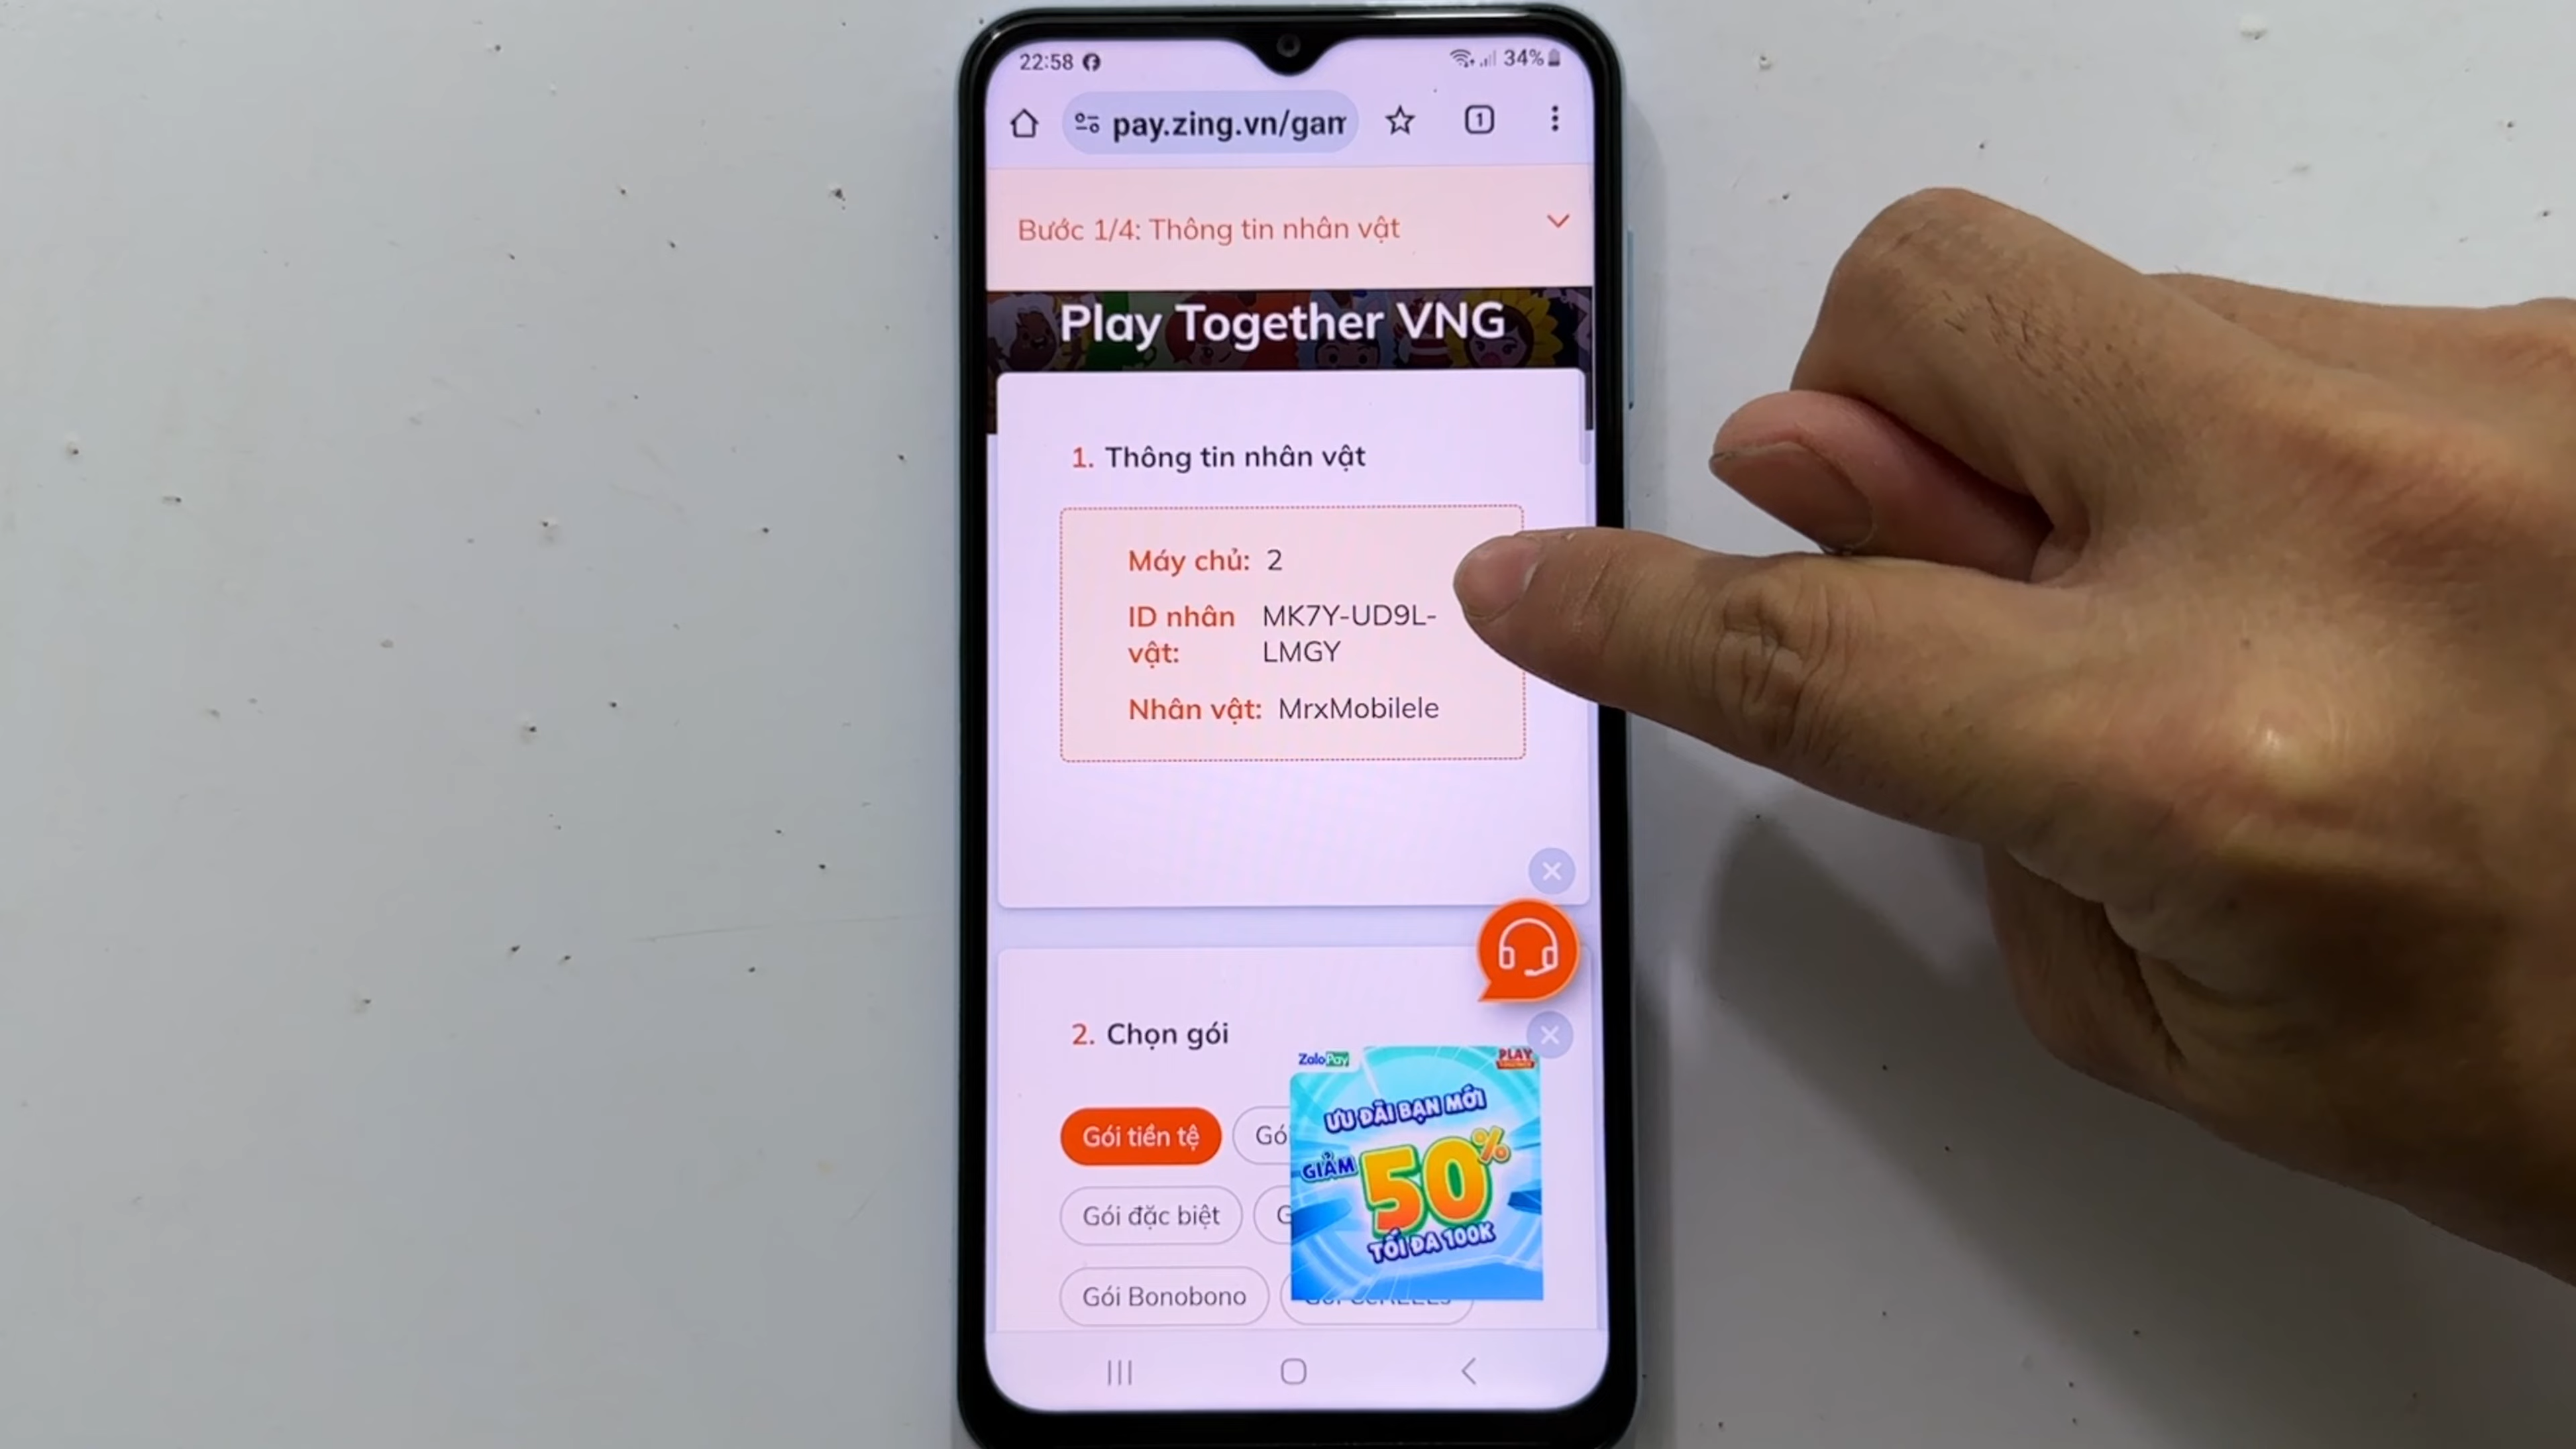 22:58
34%
pay.zing.vn/gam
1
Bước 1/4: Thông tin nhân vật
Play Together VNG
1. Thông tin nhân vật
Máy chủ: 2
ID nhân vật: MK7Y-UD9L-
LMGY
Nhân vật: MrxMobilele
2. Chọn gói
ZaloPay
PLAY TOGETHER
ƯU ĐÃI BẠN MỚI
GIẢM 50%
TỐI ĐA 100K
Gói tiền tệ
Gói đặc biệt
Gói Bonobono